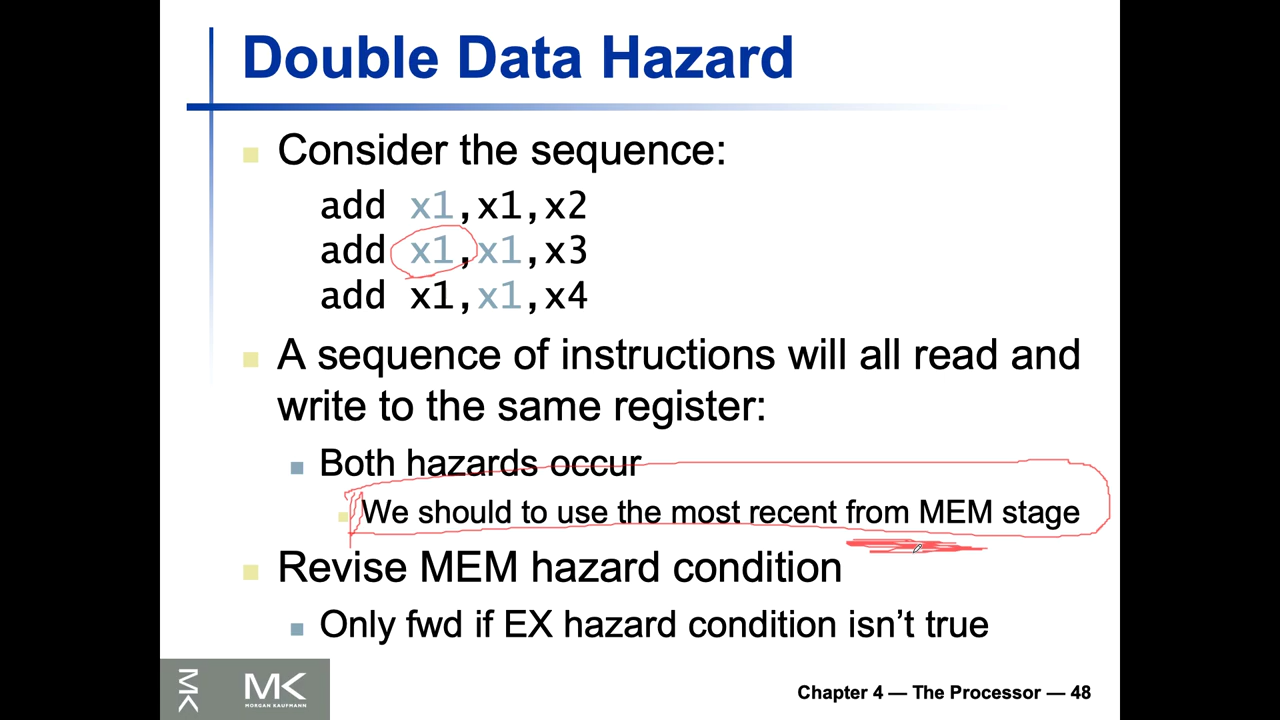 Double Data Hazard
Consider the sequence:
add x1,x1,x2
add x1,x1,x3
add x1,x1,x4
A sequence of instructions will all read and
write to the same register:
Both hazards occur
We should to use the most recent from MEM stage
Revise MEM hazard condition
Only fwd if EX hazard condition isn't true
MK
MK
MORGAN KAUFMANN
Chapter 4 — The Processor — 48